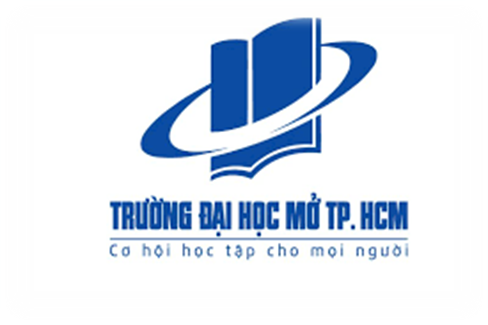 TRƯỜNG ĐẠI HỌC MỞ TP. HCM
Cơ hội học tập cho mọi người